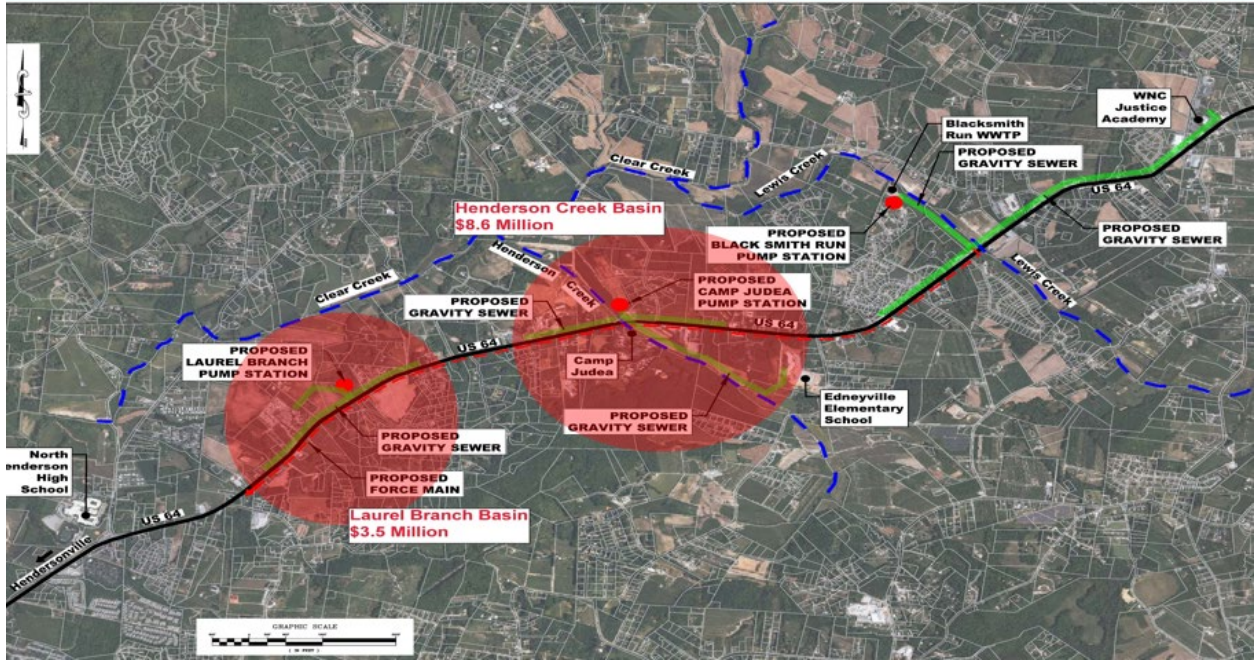 WNC
Justice
Academy
Blacksmith
Run WWTP
PROPOSED
GRAVITY SEWER
Clear Creek
Lewis Creek
US 64
Henderson Creek Basin
$8.6 Million
PROPOSED
BLACK SMITH RUN
PUMP STATION
PROPOSED
GRAVITY SEWER
Henderson
Creek
PROPOSED
CAMP JUDEA
PUMP STATION
Lewis Creek
Clear Creek
PROPOSED
GRAVITY SEWER
US 64
US 64
PROPOSED
LAUREL BRANCH
PUMP STATION
Camp
Judea
Edneyville
Elementary
School
PROPOSED
GRAVITY SEWER
PROPOSED
GRAVITY SEWER
North
enderson
High
School
PROPOSED
FORCE MAIN
Laurel Branch Basin
$3.5 Million
US 64
Hendersonville
GRAPHIC SCALE
( IN FEET )